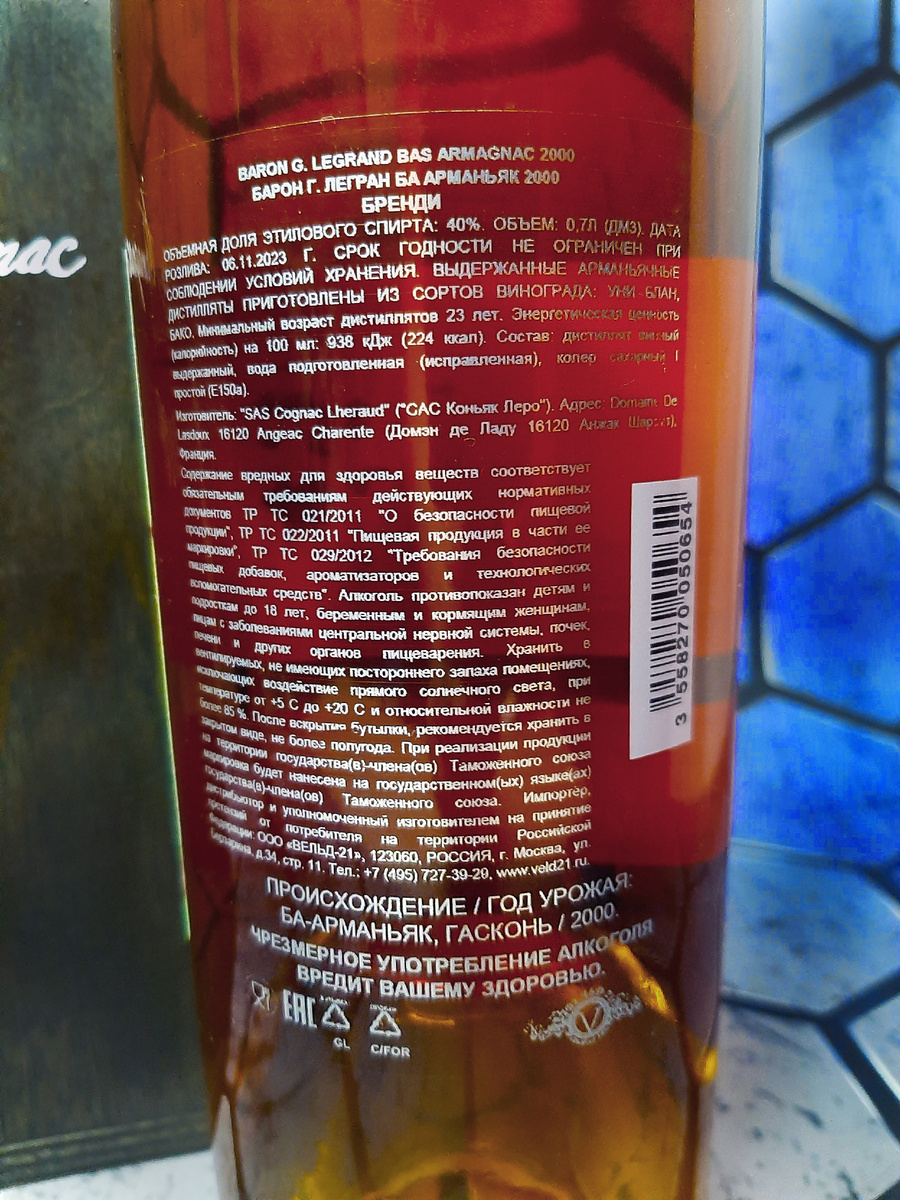 nac
BARON G. LEGRAND BAS ARMAGNAC 2000
БАРОН Г. ЛЕГРАН БА АРМАНЬЯК 2000
БРЕНДИ
ОБЪЕМНАЯ ДОЛЯ ЭТИЛОВОГО СПИРТА: 40%. ОБЪЕМ: 0,7Л (ДМ3). ДАТА
РОЗЛИВА: 06.11.2023 Г. СРОК ГОДНОСТИ НЕ ОГРАНИЧЕН ПРИ
СОБЛЮДЕНИИ УСЛОВИЙ ХРАНЕНИЯ. ВЫДЕРЖАННЫЕ АРМАНЬЯЧНЫЕ
ДИСТИЛЛЯТЫ ПРИГОТОВЛЕНЫ ИЗ СОРТОВ ВИНОГРАДА: УНИ-БЛАН,
БАКО. Минимальный возраст дистиллятов 23 лет. Энергетическая ценность
(калорийность) на 100 мл: 938 кДж (224 ккал). Состав: дистиллят винный
выдержанный, вода подготовленная (исправленная), колер сахарный I
простой (E150a).
Изготовитель: "SAS Cognac Lheraud" ("САС Коньяк Леро"). Адрес: Domaine De
Lasdoux 16120 Angeac Charente (Домэн де Ладу 16120 Анжак Шарант),
Франция.
Содержание вредных для здоровья веществ соответствует
обязательным требованиям действующих нормативных
документов ТР ТС 021/2011 "О безопасности пищевой
продукции", ТР ТС 022/2011 "Пищевая продукция в части ее
маркировки", ТР ТС 029/2012 "Требования безопасности
пищевых добавок, ароматизаторов и технологических
вспомогательных средств". Алкоголь противопоказан детям и
подросткам до 18 лет, беременным и кормящим женщинам,
лицам с заболеваниями центральной нервной системы, почек,
печени и других органов пищеварения. Хранить в
вентилируемых, не имеющих постороннего запаха помещениях,
исключающих воздействие прямого солнечного света, при
температуре от +5 С до +20 С и относительной влажности не
более 85 %. После вскрытия бутылки, рекомендуется хранить в
закрытом виде, не более полугода. При реализации продукции
на территории государства(в)-члена(ов) Таможенного союза
маркировка будет нанесена на государственном(ых) языке(ах)
государства(в)-члена(ов) Таможенного союза. Импортёр,
дистрибьютор и уполномоченный изготовителем на принятие
претензий от потребителя на территории Российской
Федерации: ООО «ВЕЛЬД-21», 123060, РОССИЯ, г. Москва, ул.
Берзарина, д.34, стр. 11. Тел.: +7 (495) 727-39-29, www.veld21.ru.
3 558270 050654
ПРОИСХОЖДЕНИЕ / ГОД УРОЖАЯ:
БА-АРМАНЬЯК, ГАСКОНЬ / 2000.
ЧРЕЗМЕРНОЕ УПОТРЕБЛЕНИЕ АЛКОГОЛЯ
ВРЕДИТ ВАШЕМУ ЗДОРОВЬЮ.
EAC
GL C/FOR
V